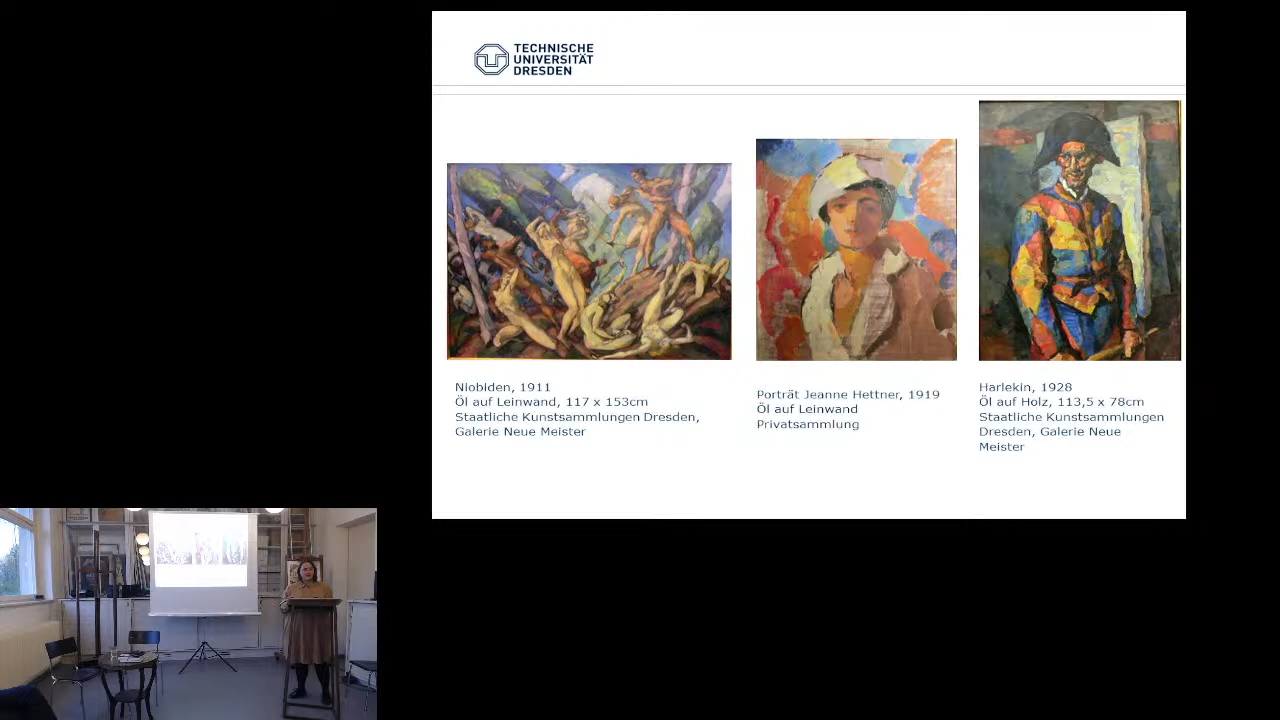 TECHNISCHE
UNIVERSITÄT
DRESDEN
Niobiden, 1911
Öl auf Leinwand, 117 x 153cm
Staatliche Kunstsammlungen Dresden,
Galerie Neue Meister
Porträt Jeanne Hettner, 1919
Öl auf Leinwand
Privatsammlung
Harlekin, 1928
Öl auf Holz, 113,5 x 78cm
Staatliche Kunstsammlungen
Dresden, Galerie Neue
Meister